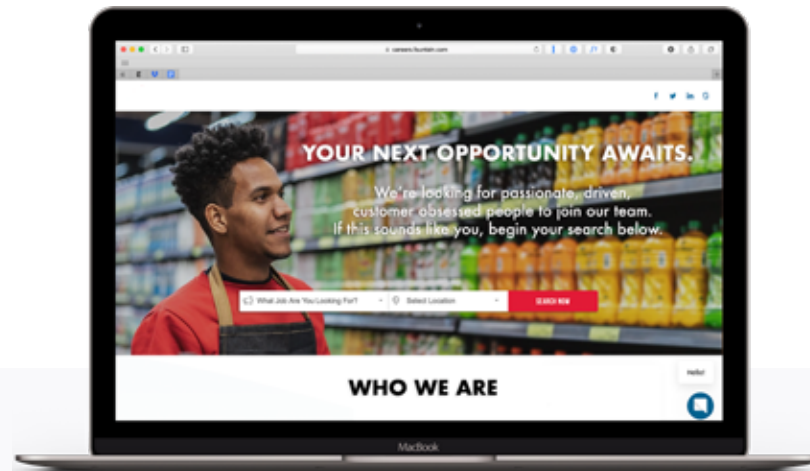 careers.fountain.com
YOUR NEXT OPPORTUNITY AWAITS.
We're looking for passionate, driven,
customer obsessed people to join our team.
If this sounds like you, begin your search below.
What Job Are You Looking For?
Select Location
SEARCH NOW
WHO WE ARE
Hello!
MacBook